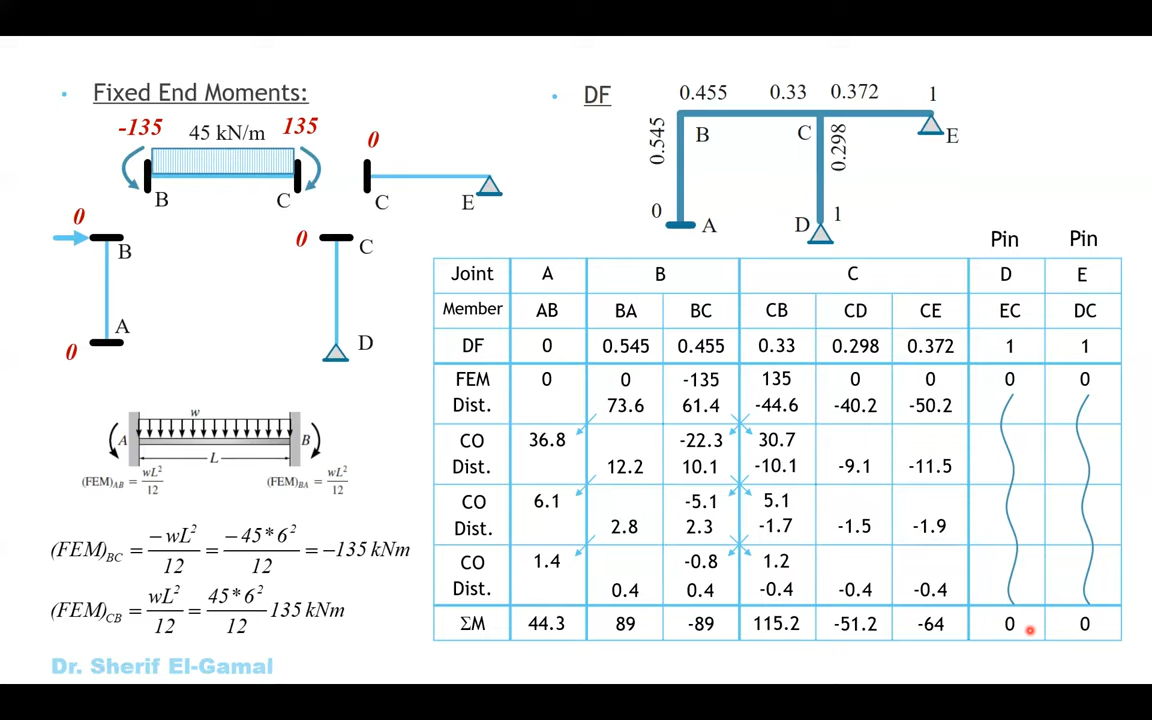 • Fixed End Moments:
-135 45 kN/m 135
B C
0
C E
0
B
A
0
0 C
D
w
A B
L
(FEM)AB = wL²/12 (FEM)BA = wL²/12
(FEM)BC = -wL²/12 = -45*6²/12 = -135 kNm
(FEM)CB = wL²/12 = 45*6²/12 135 kNm
Dr. Sherif El-Gamal
• DF
0.455 0.33 0.372 1
0.545 B C 0.298 E
0 A D 1
Pin Pin
Joint A B C D E
Member AB BA BC CB CD CE EC DC
DF 0 0.545 0.455 0.33 0.298 0.372 1 1
FEM 0 0 -135 135 0 0 0 0
Dist. 73.6 61.4 -44.6 -40.2 -50.2
CO 36.8 -22.3 30.7
Dist. 12.2 10.1 -10.1 -9.1 -11.5
CO 6.1 -5.1 5.1
Dist. 2.8 2.3 -1.7 -1.5 -1.9
CO 1.4 -0.8 1.2
Dist. 0.4 0.4 -0.4 -0.4 -0.4
ΣM 44.3 89 -89 115.2 -51.2 -64 0 0